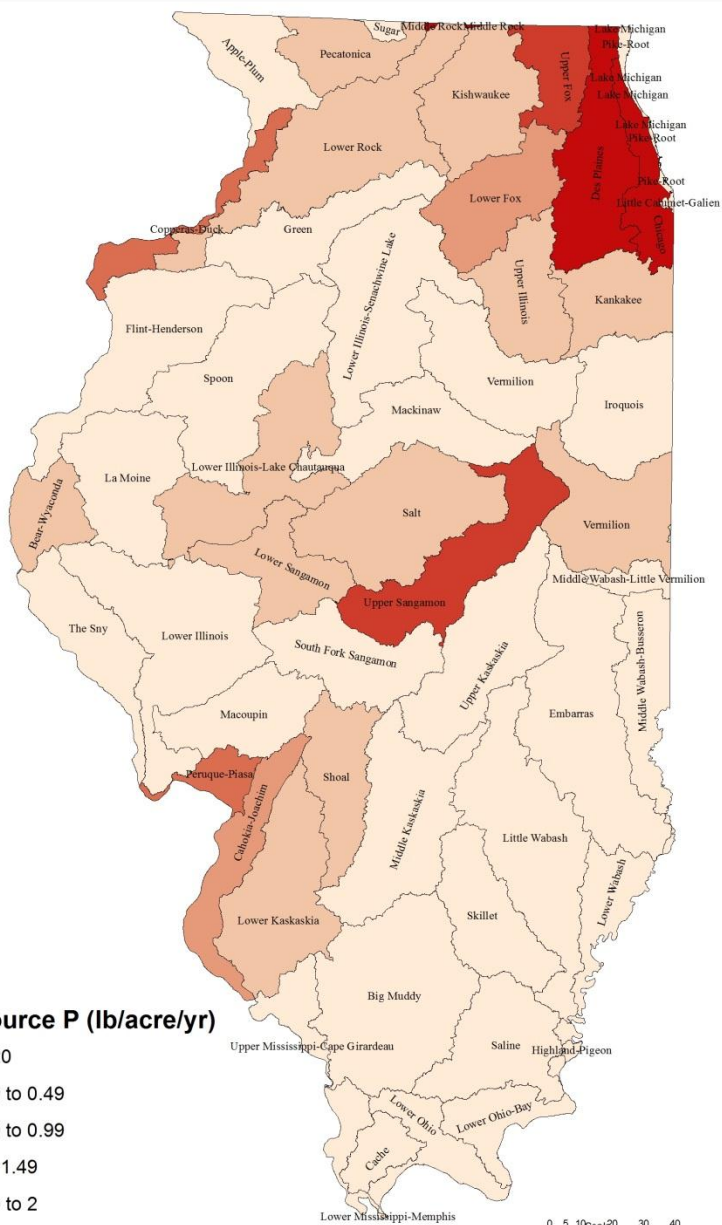 Sugar
Middle Rock
Middle Rock
Lake Michigan
Pike-Root
Apple-Plum
Pecatonica
Upper Fox
Lake Michigan
Kishwaukee
Lake Michigan
Lake Michigan
Pike-Root
Lower Rock
Des Plaines
Pike-Root
Lower Fox
Little Calumet-Galien
Copperas-Duck
Green
Chicago
Lower Illinois-Senachwine Lake
Upper Illinois
Kankakee
Flint-Henderson
Spoon
Vermilion
Iroquois
Mackinaw
La Moine
Lower Illinois-Lake Chautauqua
Bear-Wyaconda
Salt
Vermilion
Lower Sangamon
Middle Wabash-Little Vermilion
Upper Sangamon
The Sny
Lower Illinois
South Fork Sangamon
Upper Kaskaskia
Middle Wabash-Busseron
Macoupin
Embarras
Peruque-Piasa
Shoal
Cahokia-Joachim
Middle Kaskaskia
Little Wabash
Lower Wabash
Lower Kaskaskia
Skillet
Big Muddy
ource P (lb/acre/yr)
Upper Mississippi-Cape Girardeau
Saline
Highland-Pigeon
0
to 0.49
to 0.99
1.49
to 2
Lower Ohio
Lower Ohio-Bay
Cache
Lower Mississippi-Memphis
0 5 10 20 30 40